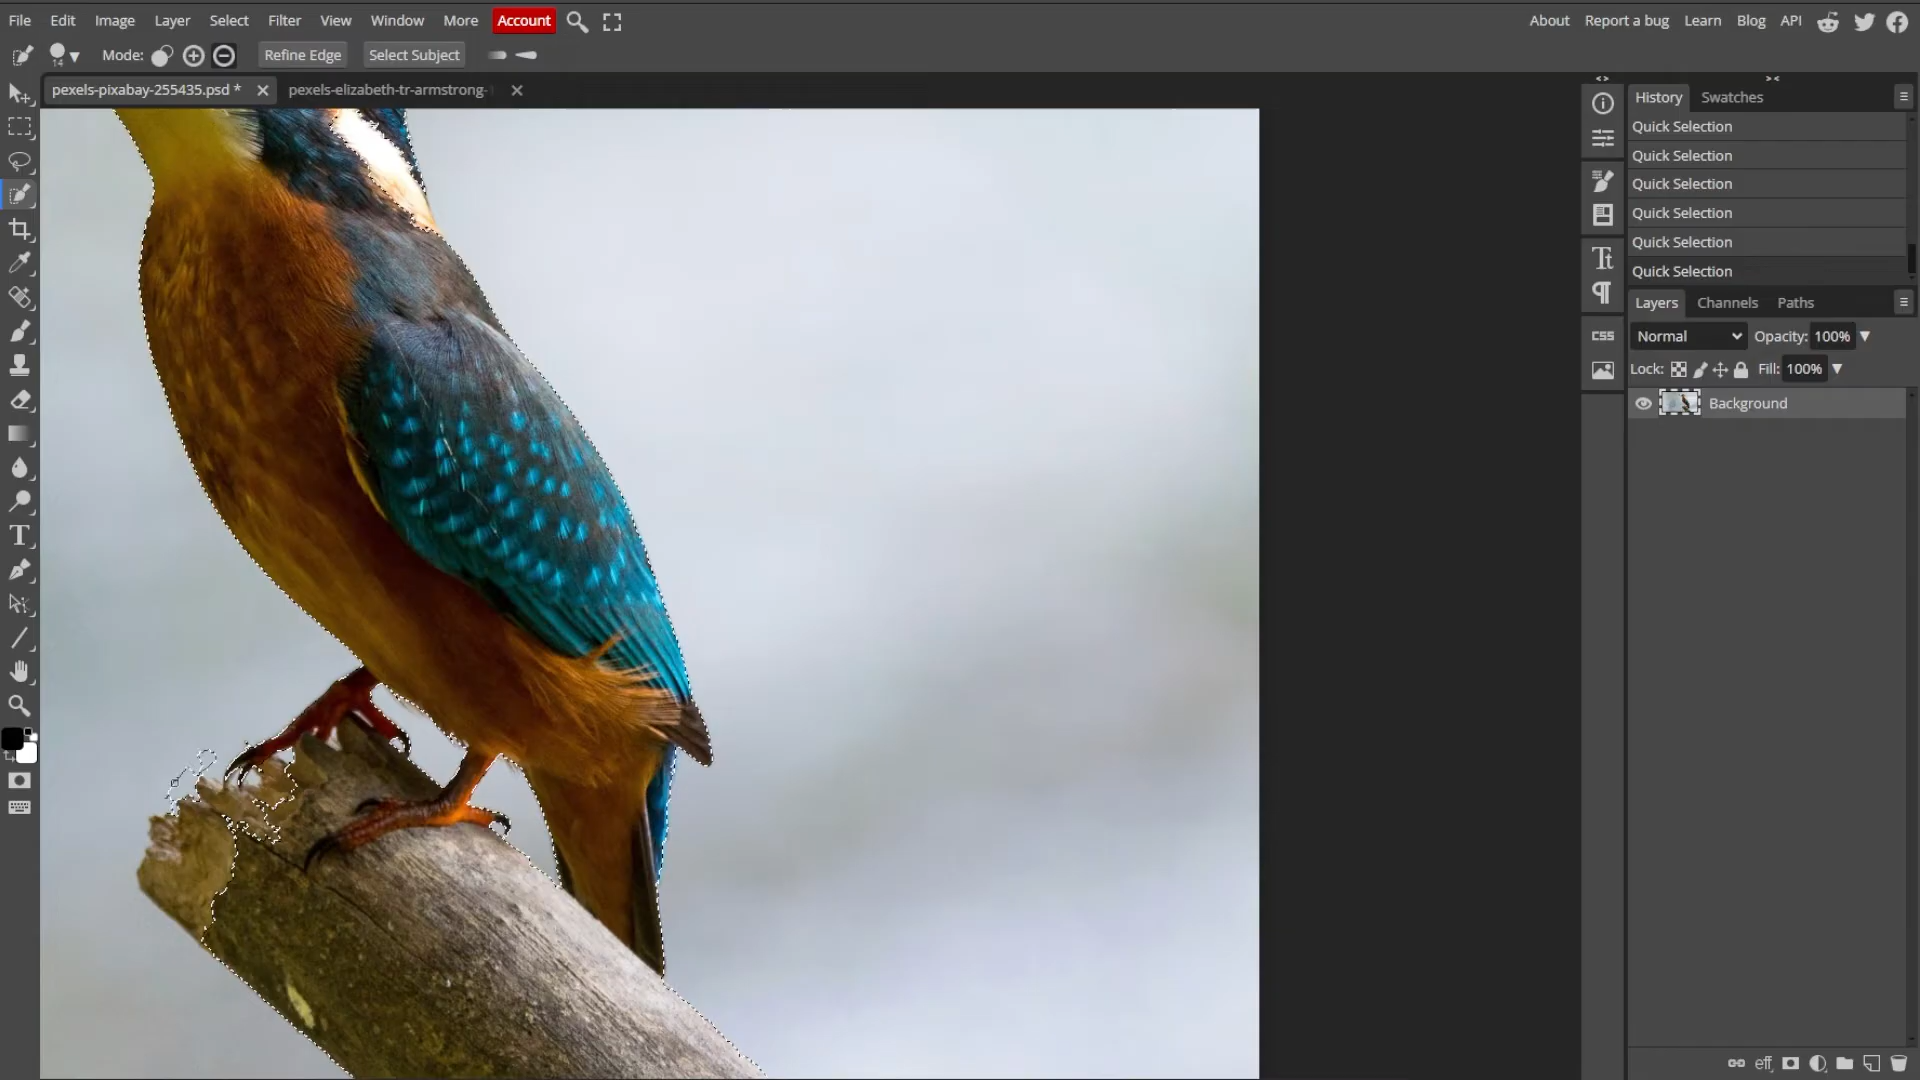 File Edit Image Layer Select Filter View Window More Account About Report a bug Learn Blog API
14 Mode: Refine Edge Select Subject
pexels-pixabay-255435.psd * pexels-elizabeth-tr-armstrong-
History Swatches
Quick Selection
Quick Selection
Quick Selection
Quick Selection
Quick Selection
Quick Selection
Layers Channels Paths
Normal Opacity: 100%
Lock: Fill: 100%
CSS
Background
eff